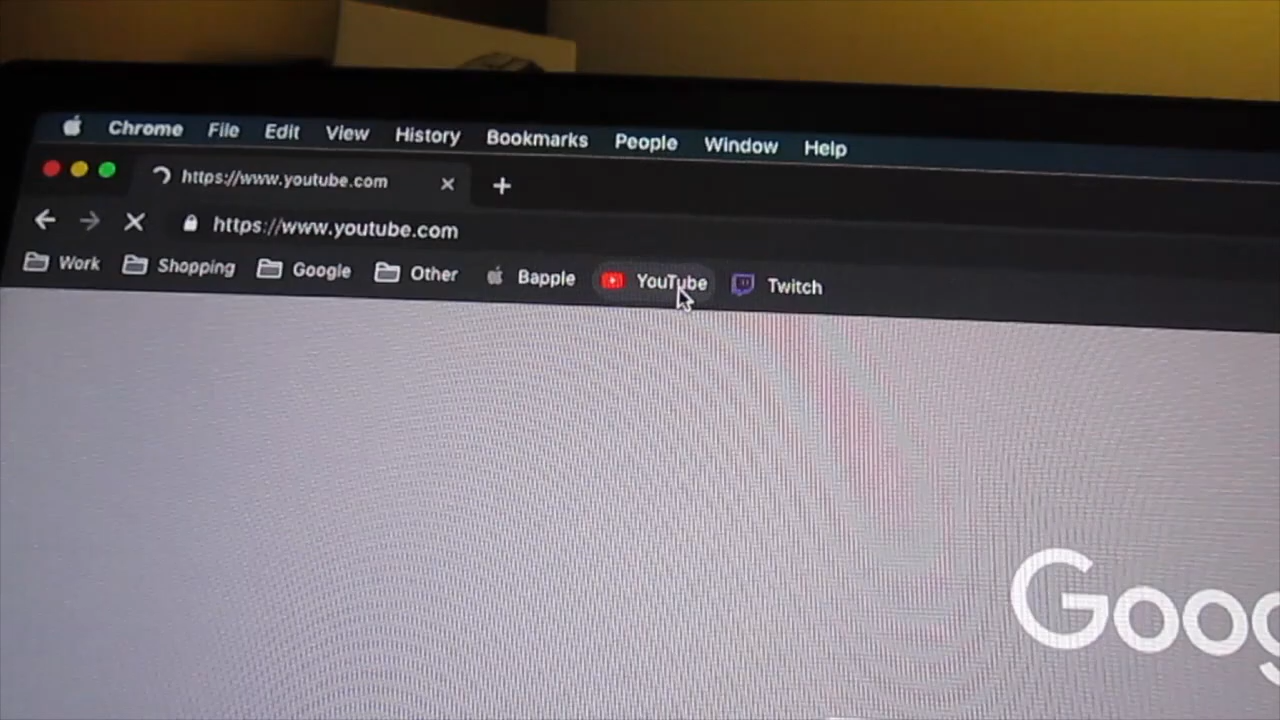 Chrome File Edit View History Bookmarks People Window Help
https://www.youtube.com
https://www.youtube.com
Work Shopping Google Other Bapple YouTube Twitch
Goog